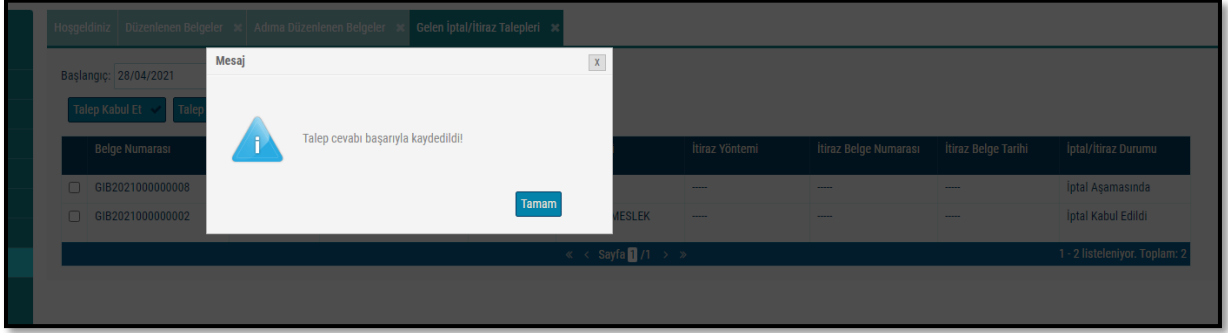 Hoşgeldiniz Düzenlenen Belgeler Adıma Düzenlenen Belgeler Gelen İptal/İtiraz Talepleri
Mesaj X
Başlangıç: 28/04/2021
Talep Kabul Et Talep
Talep cevabı başarıyla kaydedildi!
Belge Numarası İtiraz Yöntemi İtiraz Belge Numarası İtiraz Belge Tarihi İptal/İtiraz Durumu
GIB2021000000008 ----- ----- ----- İptal Aşamasında
Tamam
GIB2021000000002 MESLEK ----- ----- ----- İptal Kabul Edildi
« < Sayfa 1 /1 > » 1 - 2 listeleniyor. Toplam: 2